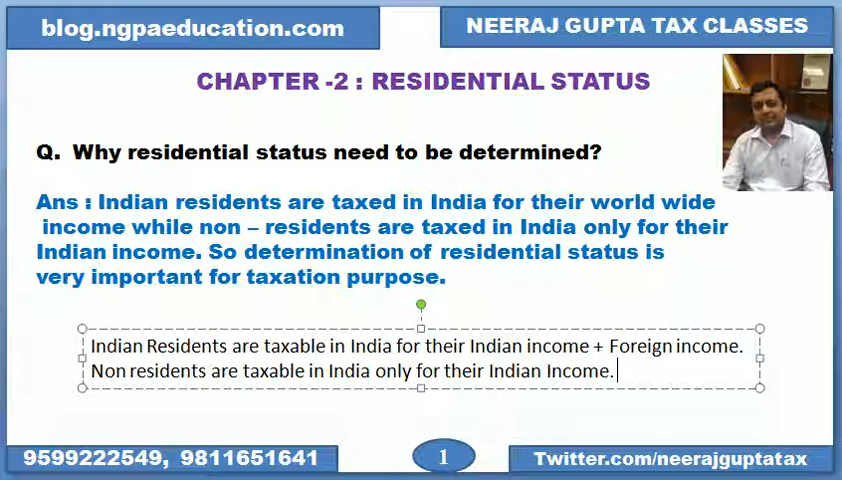 blog.ngpaeducation.com
NEERAJ GUPTA TAX CLASSES
CHAPTER -2 : RESIDENTIAL STATUS
Q. Why residential status need to be determined?
Ans : Indian residents are taxed in India for their world wide
income while non – residents are taxed in India only for their
Indian income. So determination of residential status is
very important for taxation purpose.
Indian Residents are taxable in India for their Indian income + Foreign income.
Non residents are taxable in India only for their Indian Income.
9599222549, 9811651641
1
Twitter.com/neerajguptatax